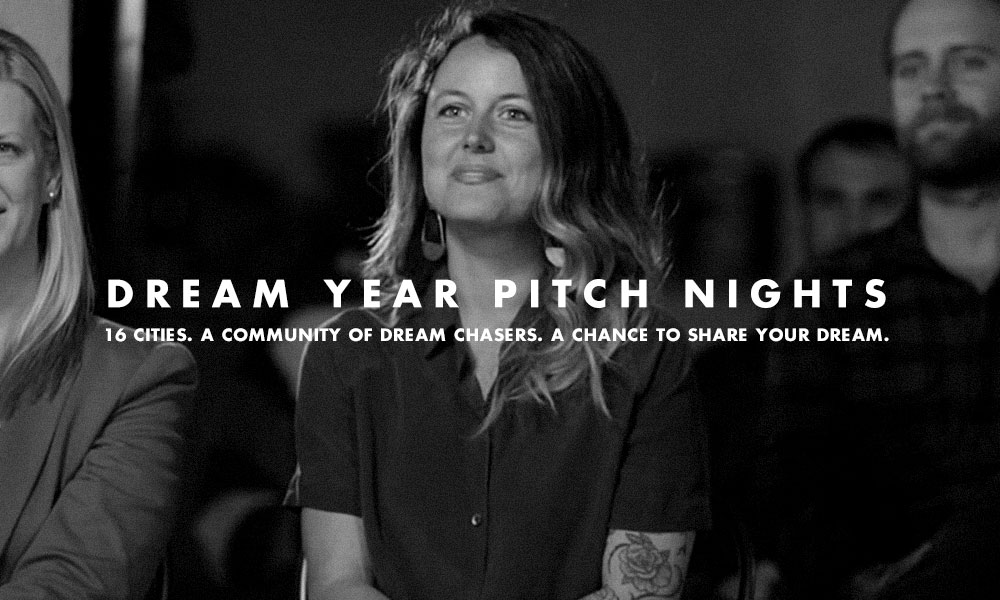 DREAM YEAR PITCH NIGHTS
16 CITIES. A COMMUNITY OF DREAM CHASERS. A CHANCE TO SHARE YOUR DREAM.